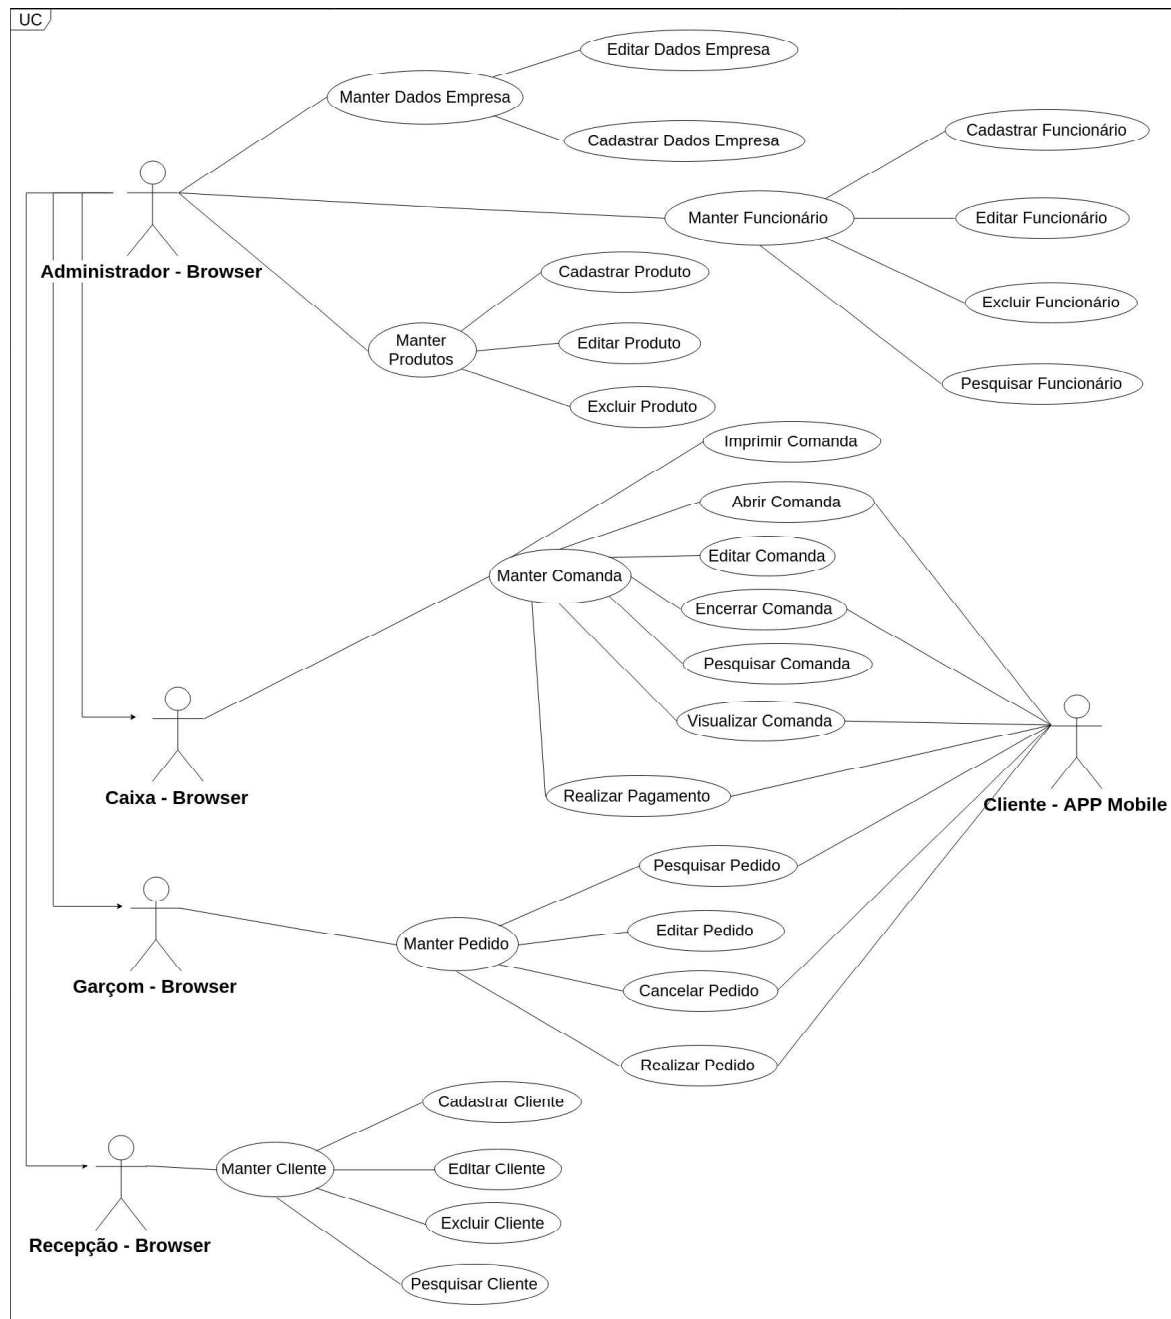 UC
Editar Dados Empresa
Manter Dados Empresa
Cadastrar Dados Empresa
Cadastrar Funcionário
Manter Funcionário
Editar Funcionário
Administrador - Browser
Cadastrar Produto
Excluir Funcionário
Manter
Produtos
Editar Produto
Pesquisar Funcionário
Excluir Produto
Imprimir Comanda
Abrir Comanda
Editar Comanda
Manter Comanda
Encerrar Comanda
Pesquisar Comanda
Visualizar Comanda
Caixa - Browser
Realizar Pagamento
Cliente - APP Mobile
Pesquisar Pedido
Editar Pedido
Manter Pedido
Garçom - Browser
Cancelar Pedido
Realizar Pedido
Cadastrar Cliente
Manter Cliente
Editar Cliente
Excluir Cliente
Recepção - Browser
Pesquisar Cliente